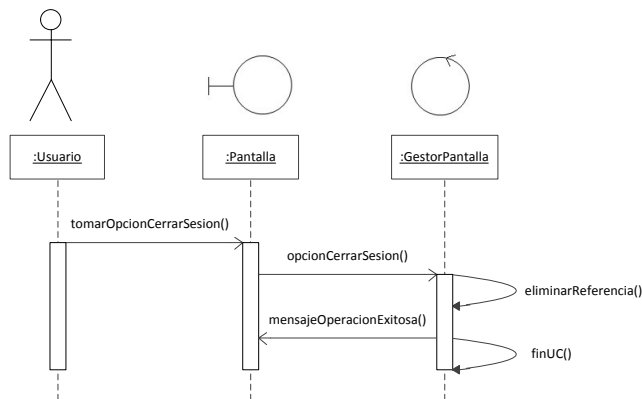 :Usuario
:Pantalla
:GestorPantalla
tomarOpcionCerrarSesion()
opcionCerrarSesion()
eliminarReferencia()
mensajeOperacionExitosa()
finUC()